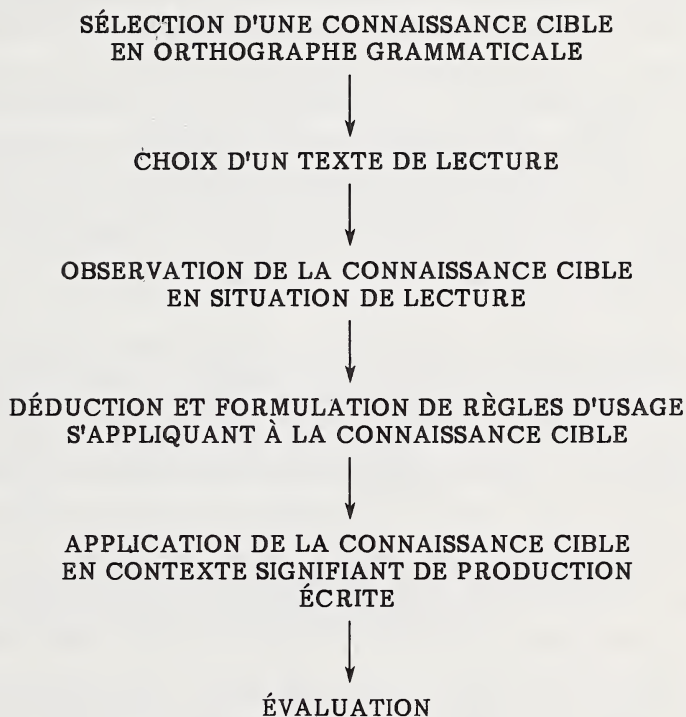 SÉLECTION D'UNE CONNAISSANCE CIBLE
EN ORTHOGRAPHE GRAMMATICALE
CHOIX D'UN TEXTE DE LECTURE
OBSERVATION DE LA CONNAISSANCE CIBLE
EN SITUATION DE LECTURE
DÉDUCTION ET FORMULATION DE RÈGLES D'USAGE
S'APPLIQUANT À LA CONNAISSANCE CIBLE
APPLICATION DE LA CONNAISSANCE CIBLE
EN CONTEXTE SIGNIFIANT DE PRODUCTION
ÉCRITE
ÉVALUATION